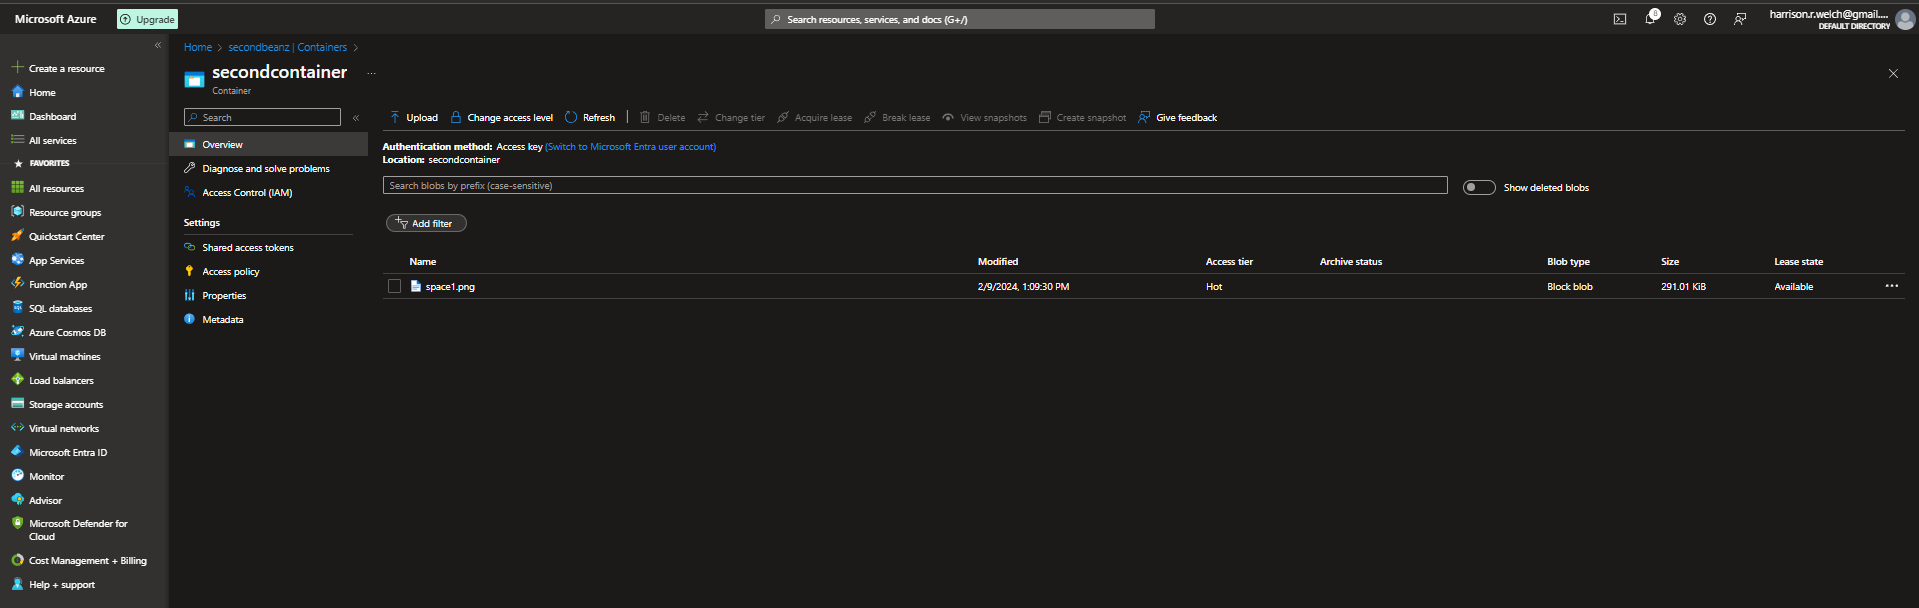 Microsoft Azure
Upgrade
Search resources, services, and docs (G+/)
8
harrison.r.welch@gmail....
DEFAULT DIRECTORY
Create a resource
Home
Dashboard
All services
FAVORITES
All resources
Resource groups
Quickstart Center
App Services
Function App
SQL databases
Azure Cosmos DB
Virtual machines
Load balancers
Storage accounts
Virtual networks
Microsoft Entra ID
Monitor
Advisor
Microsoft Defender for
Cloud
Cost Management + Billing
Help + support
Home > secondbeanz | Containers >
secondcontainer ...
Container
Search
Overview
Diagnose and solve problems
Access Control (IAM)
Settings
Shared access tokens
Access policy
Properties
Metadata
Upload Change access level Refresh Delete Change tier Acquire lease Break lease View snapshots Create snapshot Give feedback
Authentication method: Access key (Switch to Microsoft Entra user account)
Location: secondcontainer
Search blobs by prefix (case-sensitive)
Show deleted blobs
Add filter
Name Modified Access tier Archive status Blob type Size Lease state
space1.png 2/9/2024, 1:09:30 PM Hot Block blob 291.01 KiB Available ...